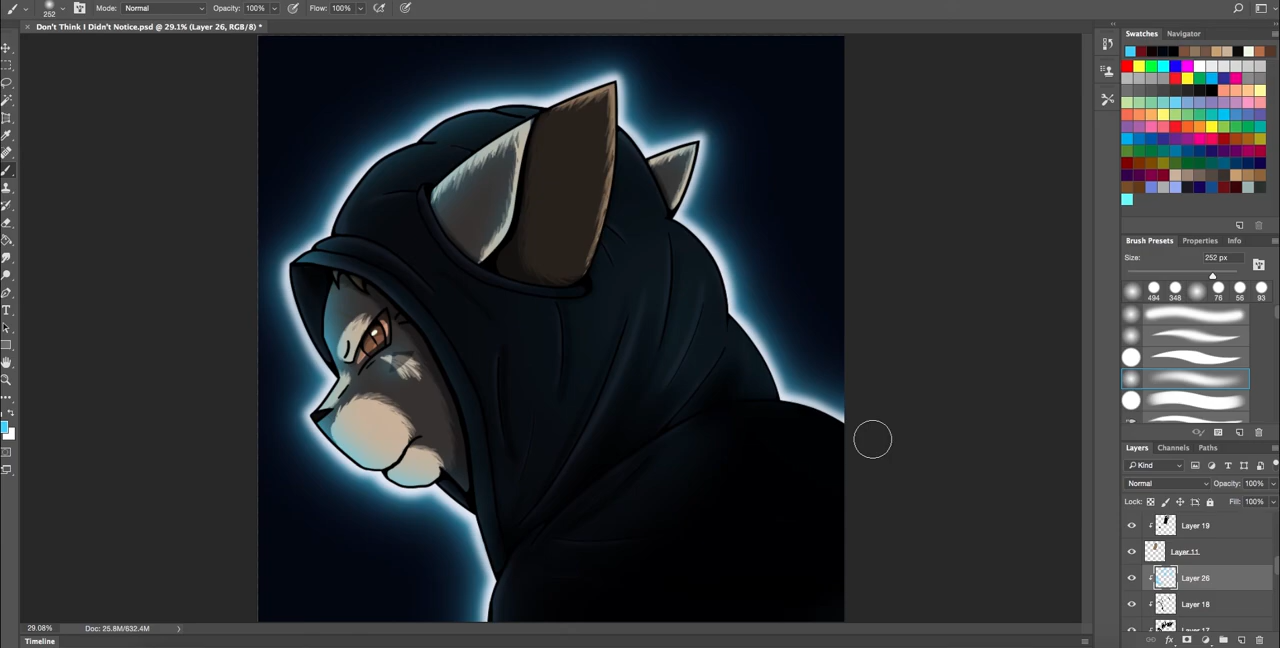 Mode: Normal Opacity: 100% Flow: 100%
252
× Don't Think I Didn't Notice.psd @ 29.1% (Layer 26, RGB/8) *
Swatches Navigator
Brush Presets Properties Info
Size: 252 px
494 348 76 56 93
Layers Channels Paths
Kind
Normal Opacity: 100%
Lock: Fill: 100%
Layer 19
Layer 11
Layer 26
Layer 18
Layer 17
29.08% Doc: 25.8M/632.4M
Timeline